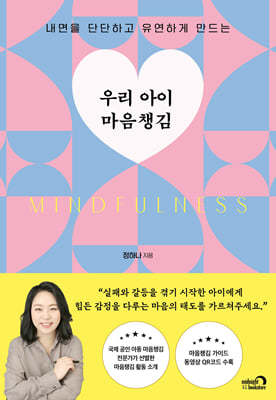 내면을 단단하고 유연하게 만드는
우리 아이
마음챙김
MINDFULNESS
정하나 지음
“실패와 갈등을 겪기 시작한 아이에게
힘든 감정을 다루는 마음의 태도를 가르쳐주세요.”
국제 공인 아동 마음챙김
전문가가 선별한
마음챙김 활동 소개
마음챙김 가이드
동영상 QR코드 수록